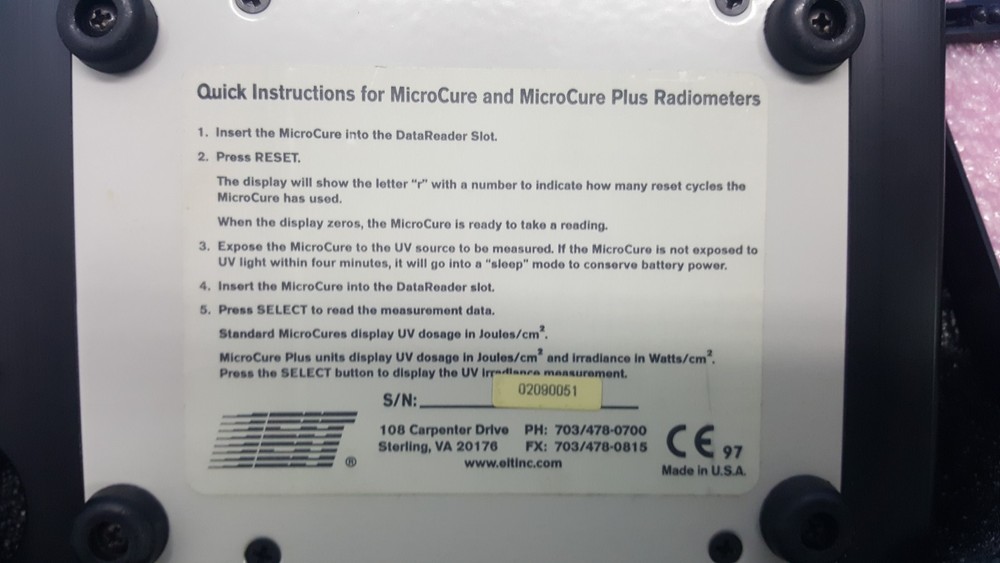 Quick Instructions for MicroCure and MicroCure Plus Radiometers
1. Insert the MicroCure into the DataReader Slot.
2. Press RESET.
The display will show the letter "r" with a number to indicate how many reset cycles the
MicroCure has used.
When the display zeros, the MicroCure is ready to take a reading.
3. Expose the MicroCure to the UV source to be measured. If the MicroCure is not exposed to
UV light within four minutes, it will go into a "sleep" mode to conserve battery power.
4. Insert the MicroCure into the DataReader slot.
5. Press SELECT to read the measurement data.
Standard MicroCures display UV dosage in Joules/cm².
MicroCure Plus units display UV dosage in Joules/cm² and irradiance in Watts/cm².
Press the SELECT button to display the UV irradiance measurement.
S/N: 02090051
EIT ®
108 Carpenter Drive PH: 703/478-0700
Sterling, VA 20176 FX: 703/478-0815
www.eitinc.com
CE 97
Made in U.S.A.